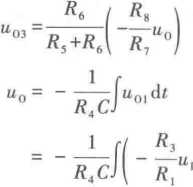 u_{O3} = \frac{R_6}{R_5 + R_6} \left( -\frac{R_8}{R_7} u_O \right)
u_O = -\frac{1}{R_4 C} \int u_{O1} dt
= -\frac{1}{R_4 C} \int \left( -\frac{R_3}{R_1} u_I